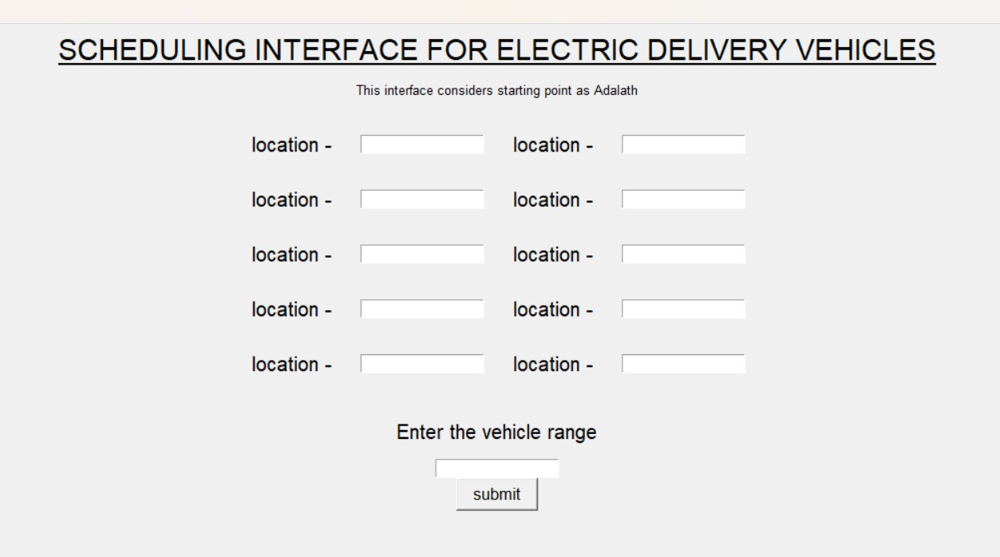 SCHEDULING INTERFACE FOR ELECTRIC DELIVERY VEHICLES
This interface considers starting point as Adalath
location - location -
location - location -
location - location -
location - location -
location - location -
Enter the vehicle range
submit